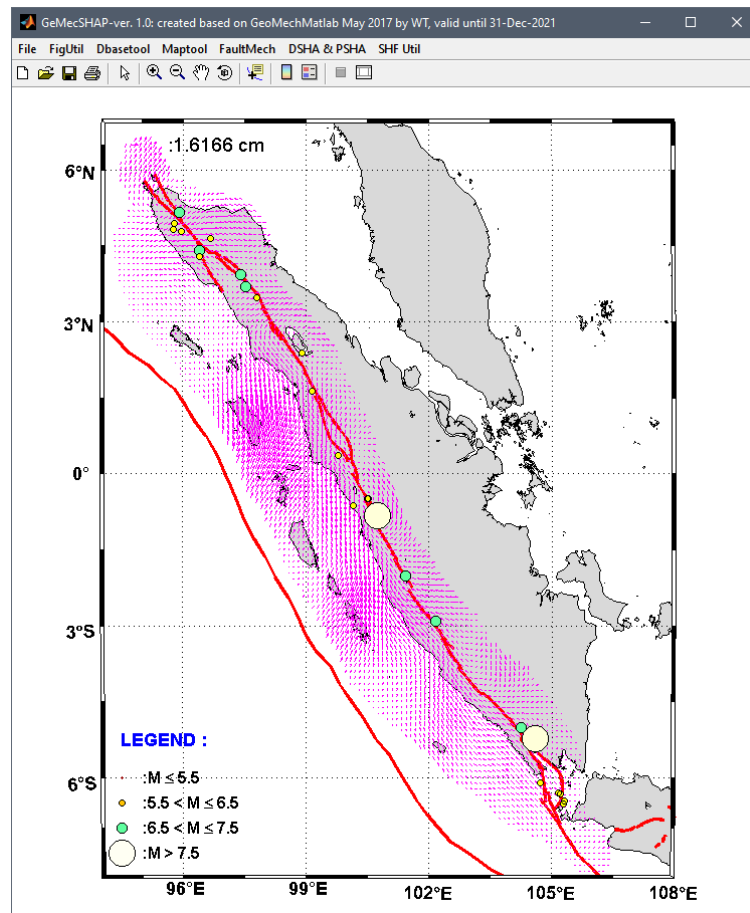 GeMecSHAP-ver. 1.0: created based on GeoMechMatlab May 2017 by WT, valid until 31-Dec-2021
File FigUtil Dbasetool Maptool FaultMech DSHA & PSHA SHF Util
:1.6166 cm
6°N
3°N
0°
3°S
LEGEND :
:M ≤ 5.5
6°S
:5.5 < M ≤ 6.5
:6.5 < M ≤ 7.5
:M > 7.5
96°E 99°E 102°E 105°E 108°E